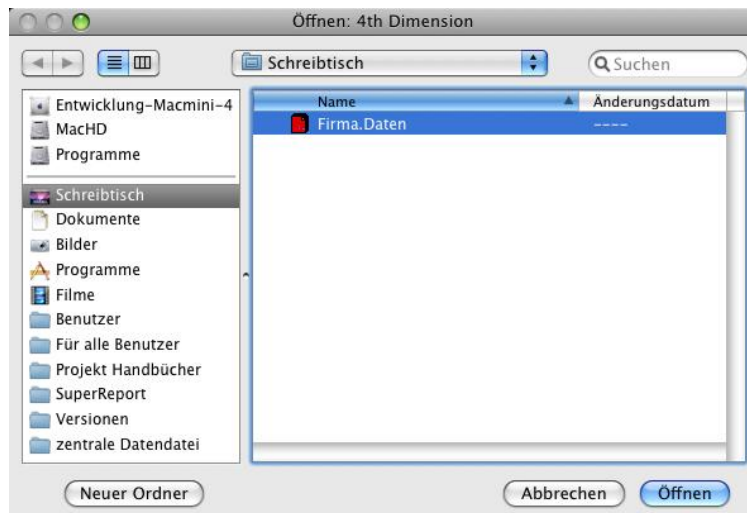 Öffnen: 4th Dimension
Schreibtisch
Suchen
Entwicklung-Macmini-4
MacHD
Programme
Schreibtisch
Dokumente
Bilder
Programme
Filme
Benutzer
Für alle Benutzer
Projekt Handbücher
SuperReport
Versionen
zentrale Datendatei
Name Änderungsdatum
Firma.Daten ----
Neuer Ordner Abbrechen Öffnen